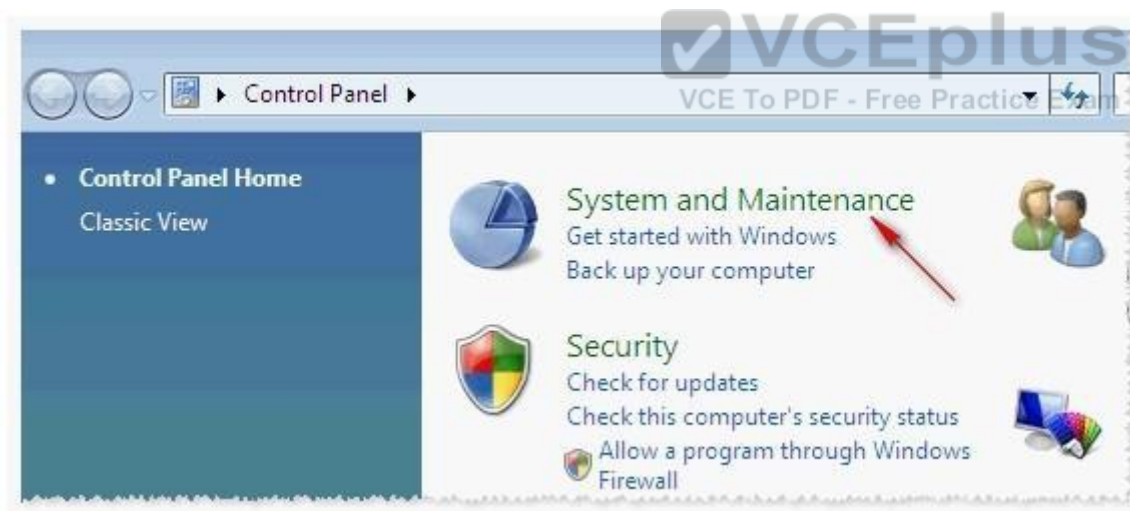 VCEplus
VCE To PDF - Free Practice Exam
Control Panel
Control Panel Home
Classic View
System and Maintenance
Get started with Windows
Back up your computer
Security
Check for updates
Check this computer's security status
Allow a program through Windows
Firewall